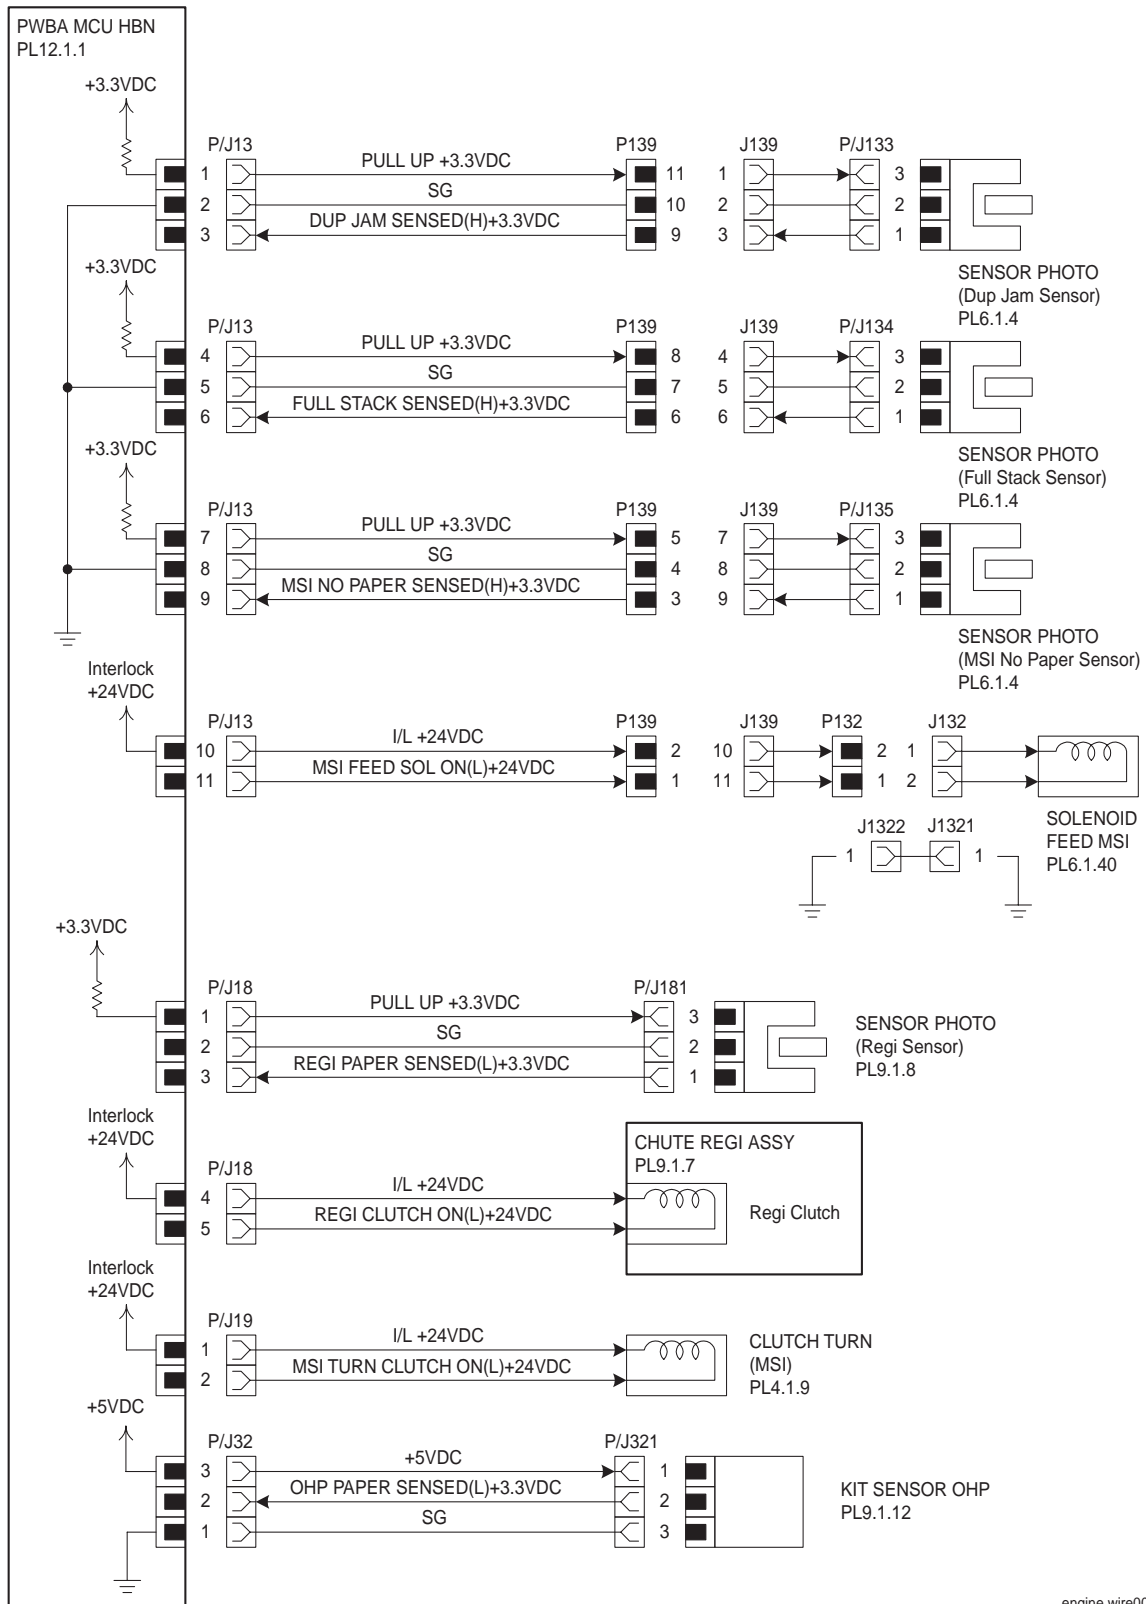 PWBA MCU HBN
PL12.1.1
+3.3VDC
P/J13 P139 J139 P/J133
1 PULL UP +3.3VDC 11 1 3
2 SG 10 2 2
3 DUP JAM SENSED(H)+3.3VDC 9 3 1
SENSOR PHOTO
(Dup Jam Sensor)
PL6.1.4
+3.3VDC
P/J13 P139 J139 P/J134
4 PULL UP +3.3VDC 8 4 3
5 SG 7 5 2
6 FULL STACK SENSED(H)+3.3VDC 6 6 1
SENSOR PHOTO
(Full Stack Sensor)
PL6.1.4
+3.3VDC
P/J13 P139 J139 P/J135
7 PULL UP +3.3VDC 5 7 3
8 SG 4 8 2
9 MSI NO PAPER SENSED(H)+3.3VDC 3 9 1
SENSOR PHOTO
(MSI No Paper Sensor)
PL6.1.4
Interlock
+24VDC
P/J13 P139 J139 P132 J132
10 I/L +24VDC 2 10 2 1
11 MSI FEED SOL ON(L)+24VDC 1 11 1 2
SOLENOID
FEED MSI
PL6.1.40
J1322 J1321
1 1
+3.3VDC
P/J18 P/J181
1 PULL UP +3.3VDC 3
2 SG 2
3 REGI PAPER SENSED(L)+3.3VDC 1
SENSOR PHOTO
(Regi Sensor)
PL9.1.8
Interlock
+24VDC
P/J18
4 I/L +24VDC
5 REGI CLUTCH ON(L)+24VDC
CHUTE REGI ASSY
PL9.1.7
Regi Clutch
Interlock
+24VDC
P/J19
1 I/L +24VDC
2 MSI TURN CLUTCH ON(L)+24VDC
CLUTCH TURN
(MSI)
PL4.1.9
+5VDC
P/J32 P/J321
3 +5VDC 1
2 OHP PAPER SENSED(L)+3.3VDC 2
1 SG 3
KIT SENSOR OHP
PL9.1.12